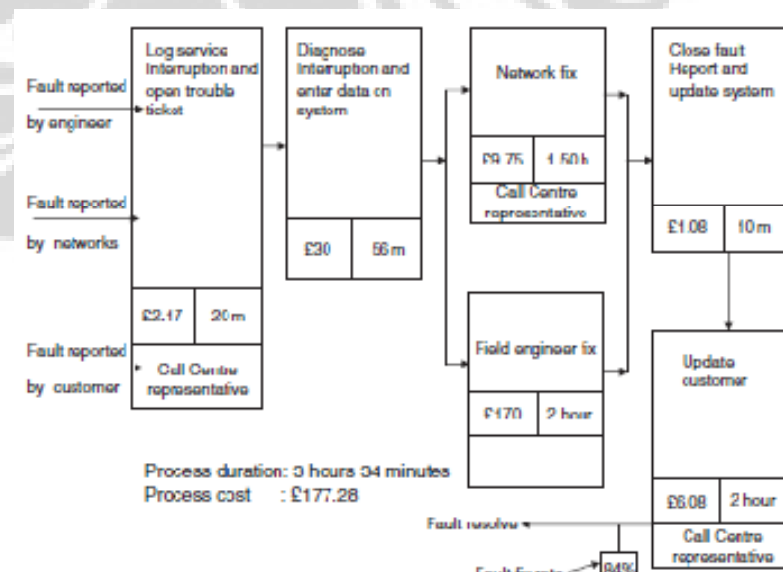 Log service
Interruption and
open trouble
ticket
Fault reported
by engineer
Fault reported
by networks
£2.17 20 m
Fault reported
by customer
Call Centre
representative
Diagnose
Interruption and
enter data on
system
£30 56 m
Network fix
£9.75 1.50 h
Call Centre
representative
Field engineer fix
£170 2 hour
Close faut
Report and
update system
£1.08 10 m
Update
customer
£6.08 2 hour
Call Centre
representative
Process duration: 3 hours 34 minutes
Process cost : £177.28
Fault resolve
Fault